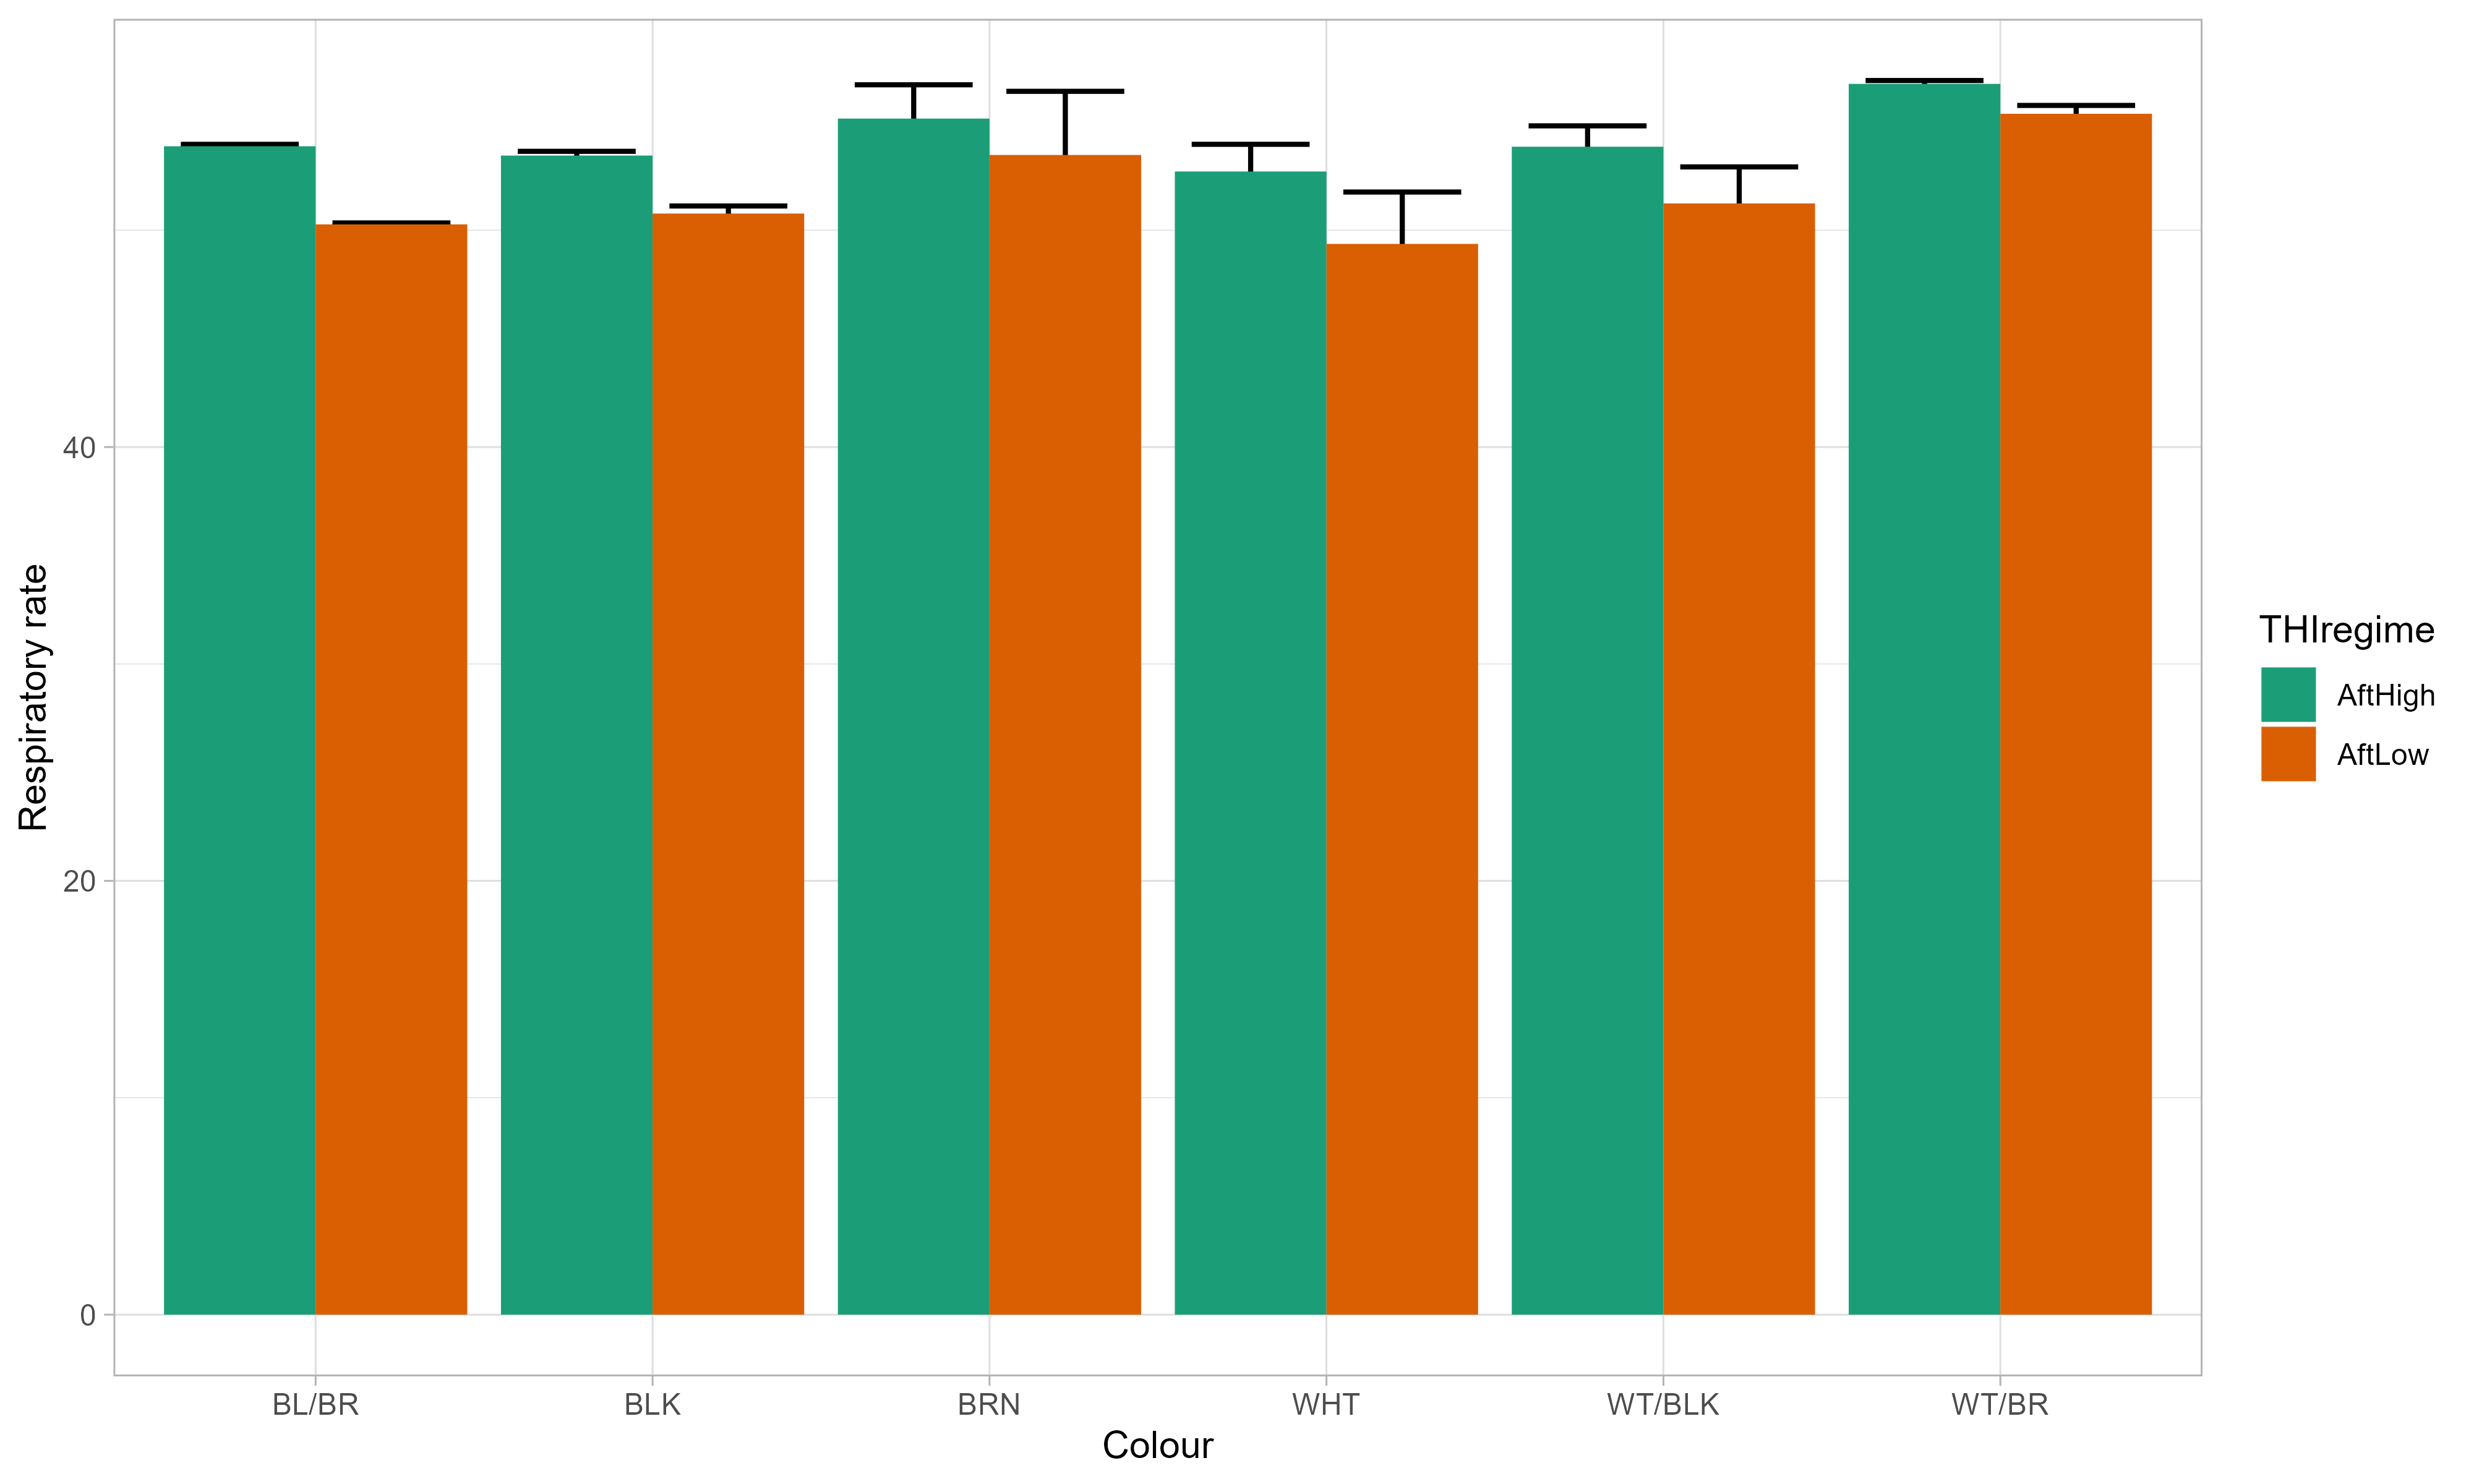 Respiratory rate
40
20
0
BL/BR BLK BRN WHT WT/BLK WT/BR
Colour
THIregime
AftHigh
AftLow